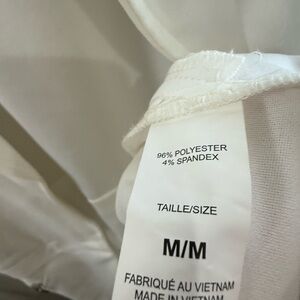 96% POLYESTER
4% SPANDEX
TAILLE/SIZE
M/M
FABRIQUÉ AU VIETNAM
MADE IN VIETNAM